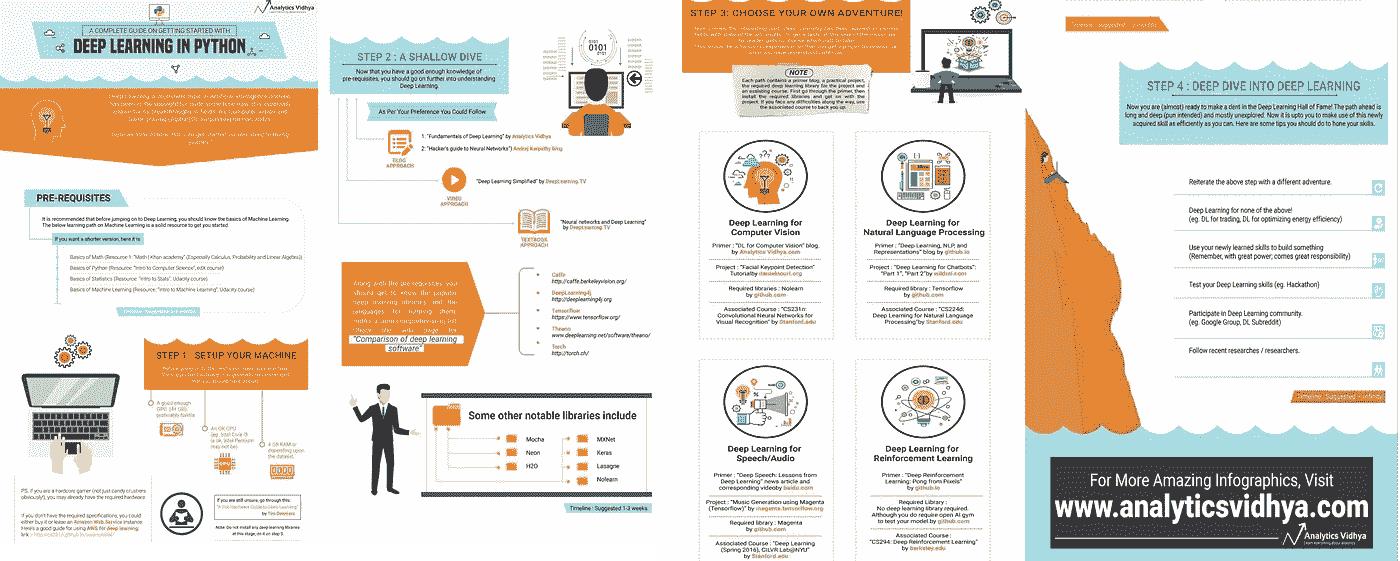 Analytics Vidhya
A COMPLETE GUIDE ON GETTING STARTED WITH
DEEP LEARNING IN PYTHON
PRE-REQUISITES
It is recommended that before jumping on to Deep Learning, you should know the basics of Machine Learning.
The below learning path on Machine Learning is a solid resource to get you started.
If you want a shorter version, here it is
Basics of Math (Resource 1: "Math | Khan academy" (Especially Calculus, Probability and Linear Algebra))
Basics of Python (Resource "Intro to Computer Science", edX course)
Basics of Statistics (Resource "Intro to Stats", Udacity course)
Basics of Machine Learning (Resource: "Intro to Machine Learning", Udacity course)
STEP 1 : SETUP YOUR MACHINE
A good enough
GPU (4+ GB),
preferably Nvidia
An OK CPU
(eg. Intel Core i3
is ok, Intel Pentium
may not be)
4 GB RAM or
depending upon
the dataset.
PS. if you are a hardcore gamer (not just candy crushers
obviously!), you may already have the required hardware
If you don't have the required specifications, you could
either buy it or lease an Amazon Web Service instance.
Here's a good guide for using AWS for deep learning
link :
If you are still unsure, go through this:
by Tim Dettmers
Note: Do not install any deep learning libraries
at this stage, do it on step 3
STEP 2 : A SHALLOW DIVE
Now that you have a good enough knowledge of
pre-requisites, you should go on further into understanding
Deep Learning.
0101
0101
As Per Your Preference You Could Follow
BLOG
APPROACH
1. "Fundamentals of Deep Learning" by Analytics Vidhya
2. "Hacker's guide to Neural Networks") Andrej Karpathy Blog
VIDEO
APPROACH
"Deep Learning Simplified" by DeepLearning.TV
TEXTBOOK
APPROACH
"Neural networks and Deep Learning"
by DeepLearning.TV
"Comparison of deep learning
software"
Caffe
http://caffe.berkeleyvision.org/
DeepLearning4j
http://deeplearning4j.org
Tensorflow
https://www.tensorflow.org/
Theano
www.deeplearning.net/software/theano/
Torch
http://torch.ch/
Some other notable libraries include
Mocha
Neon
H2O
MXNet
Keras
Lasagne
Nolearn
Timeline : Suggested 1-3 weeks
STEP 3: CHOOSE YOUR OWN ADVENTURE!
NOTE
Each path contains a primer blog, a practical project,
the required deep learning library for the project and
an assisting course. First go through the primer, then
install the required libraries and get on with the
project. If you face any difficulties along the way, use
the associated course to back you up.
Deep Learning for
Computer Vision
Primer : "DL for Computer Vision" blog.
by Analytics Vidhya.com
Project : "Facial Keypoint Detection"
Tutorialby danielnouri.org
Required libraries : Nolearn
by github.com
Associated Course : "CS231n:
Convolutional Neural Networks for
Visual Recognition" by Stanford.edu
Deep Learning for
Natural Language Processing
Primer : "Deep Learning, NLP, and
Representations" blog.
by github.io
Project : "Deep Learning for Chatbots":
"Part 1", "Part 2"by wildml.com
Required library : Tensorflow
by github.com
Associated Course : "CS224d:
Deep Learning for Natural Language
Processing"by Stanford.edu
Deep Learning for
Speech/Audio
Primer : "Deep Speech: Lessons from
Deep Learning" news article and
corresponding videoby baidu.com
Project : "Music Generation using Magenta
(Tensorflow)" by magenta.tensorflow.org
Required library : Magenta
by github.com
Associated Course : "Deep Learning
(Spring 2016), CILVR Lab@NYU"
by Stanford.edu
Deep Learning for
Reinforcement Learning
Primer : "Deep Reinforcement
Learning: Pong from Pixels"
by github.io
Required Library :
No deep learning library required.
Although you do require open AI gym
to test your model by github.com
Associated Course :
"CS294: Deep Reinforcement Learning"
by berkeley.edu
STEP 4 : DEEP DIVE INTO DEEP LEARNING
Now you are (almost) ready to make a dent in the Deep Learning Hall of Fame! The path ahead is
long and deep (pun intended) and mostly unexplored. Now it is upto you to make use of this newly
acquired skill as efficiently as you can. Here are some tips you should do to hone your skills.
Reiterate the above step with a different adventure.
Deep Learning for none of the above!
(eg. DL for trading, DL for optimizing energy efficiency)
Use your newly learned skills to build something
(Remember, with great power, comes great responsibility)
Test your Deep Learning skills (eg. Hackathon)
Participate in Deep Learning community.
(eg. Google Group, DL Subreddit)
Follow recent researches / researchers.
Timeline : Suggested - Infinity
For More Amazing Infographics, Visit
www.analyticsvidhya.com
Analytics Vidhya
Learn everything about analytics